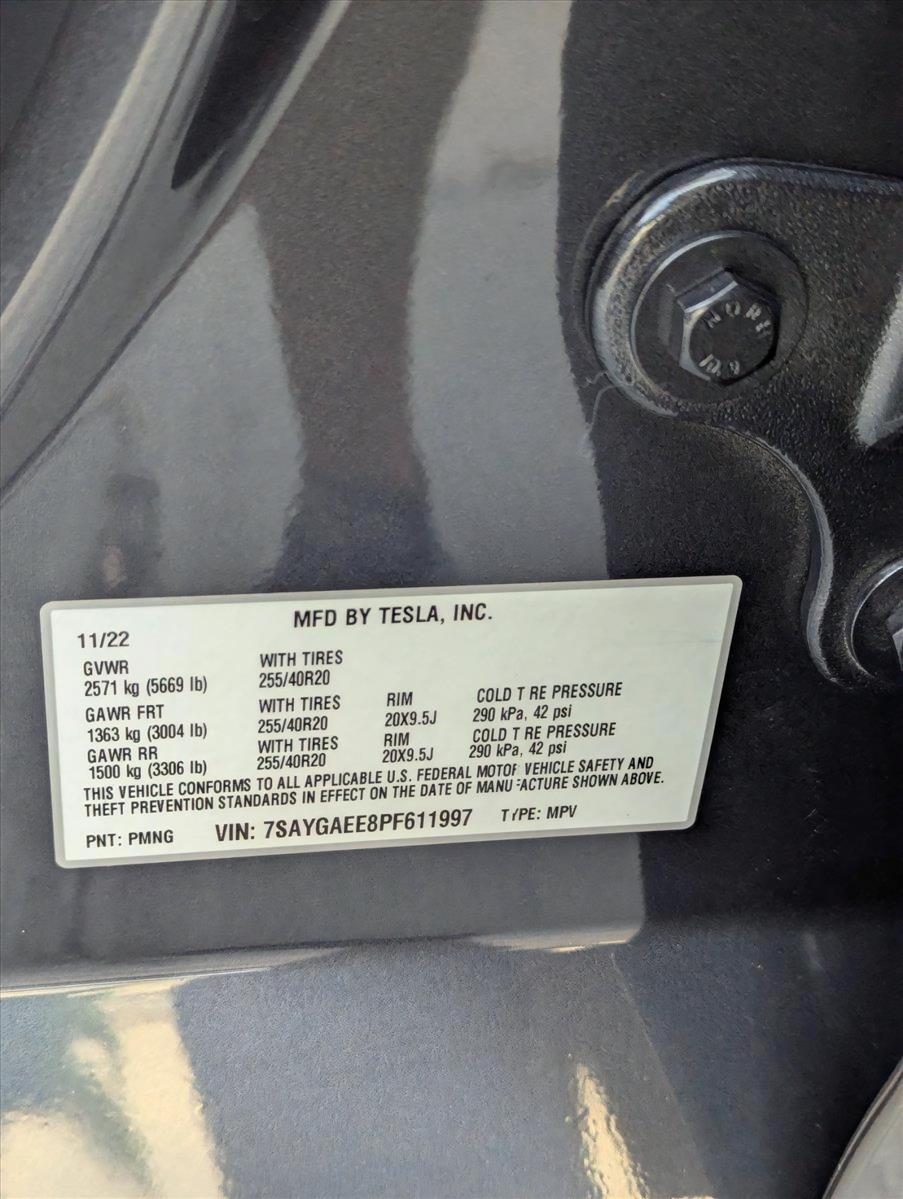 MFD BY TESLA, INC.
11/22
GVWR WITH TIRES
2571 kg (5669 lb) 255/40R20
GAWR FRT WITH TIRES RIM COLD T RE PRESSURE
1363 kg (3004 lb) 255/40R20 20X9.5J 290 kPa, 42 psi
GAWR RR WITH TIRES RIM COLD T RE PRESSURE
1500 kg (3306 lb) 255/40R20 20X9.5J 290 kPa, 42 psi
THIS VEHICLE CONFORMS TO ALL APPLICABLE U.S. FEDERAL MOTOR VEHICLE SAFETY AND
THEFT PREVENTION STANDARDS IN EFFECT ON THE DATE OF MANUFACTURE SHOWN ABOVE.
PNT: PMNG VIN: 7SAYGAEE8PF611997 TYPE: MPV